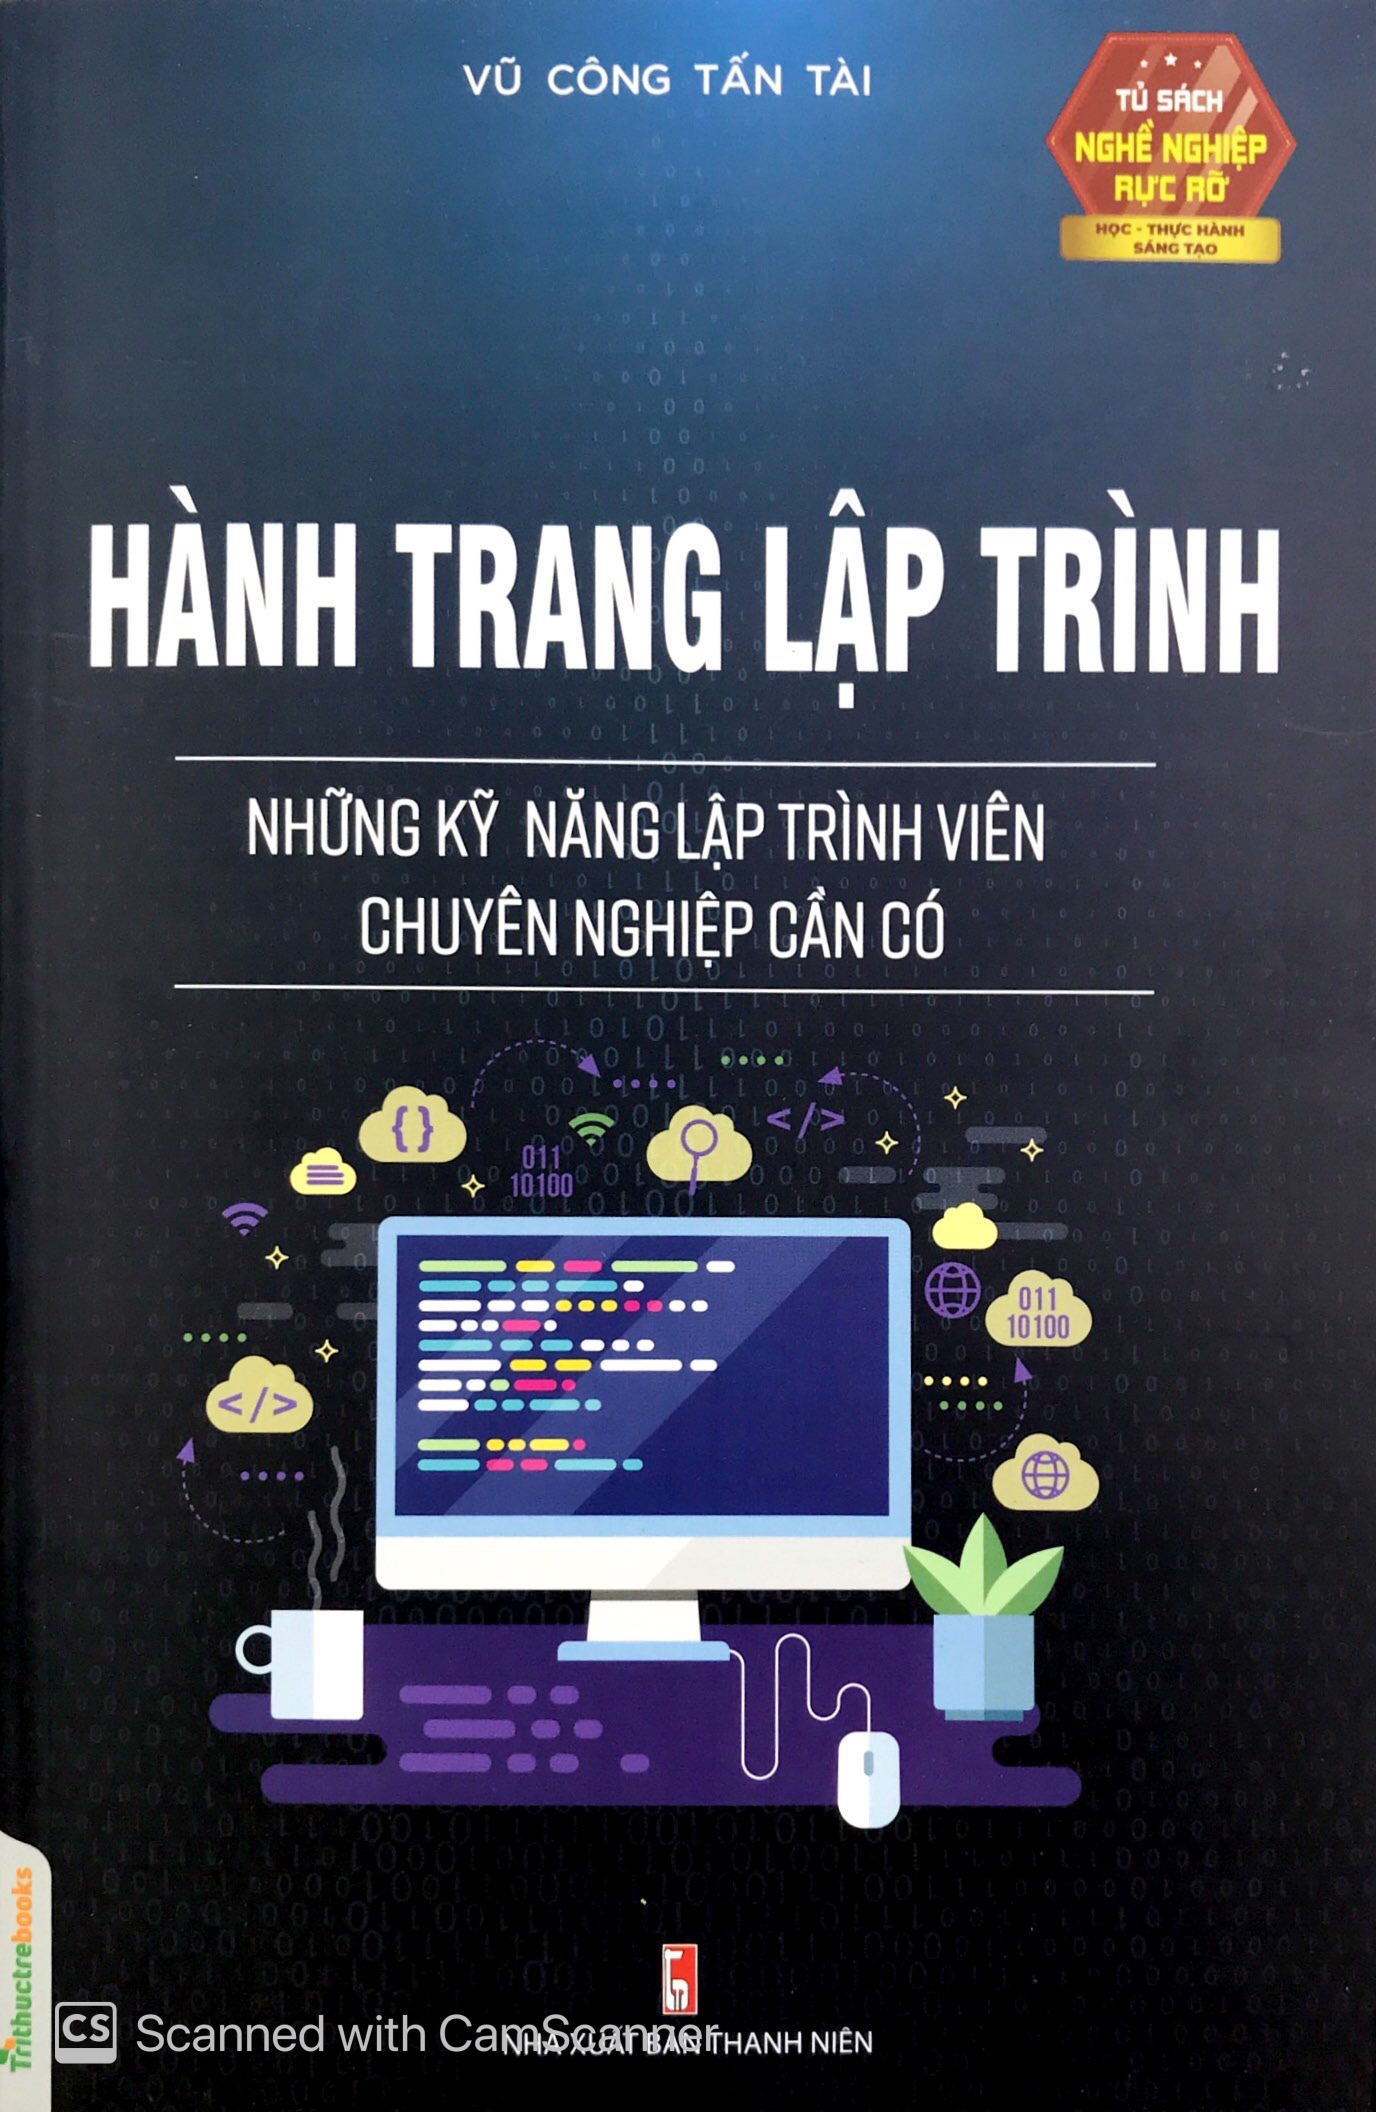 VŨ CÔNG TẤN TÀI
TỦ SÁCH
NGHỀ NGHIỆP
RỰC RỠ
HỌC - THỰC HÀNH
SÁNG TẠO
HÀNH TRANG LẬP TRÌNH
NHỮNG KỸ NĂNG LẬP TRÌNH VIÊN
CHUYÊN NGHIỆP CẦN CÓ
{}
011
10100
</>
011
10100
</>
Trithuctrebooks
CS Scanned with CamScanner
NHÀ XUẤT BẢN THANH NIÊN